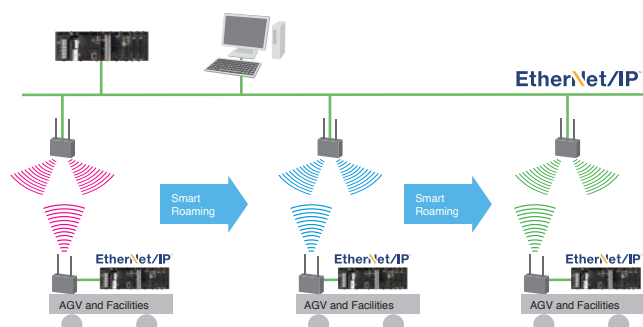 EtherNet/IP™
Smart
Roaming
Smart
Roaming
EtherNet/IP
EtherNet/IP
EtherNet/IP
AGV and Facilities
AGV and Facilities
AGV and Facilities